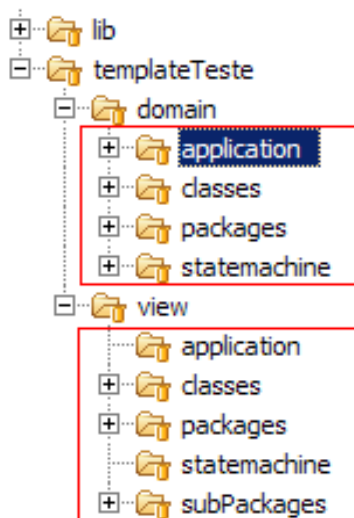 lib
templateTeste
domain
application
classes
packages
statemachine
view
application
classes
packages
statemachine
subPackages